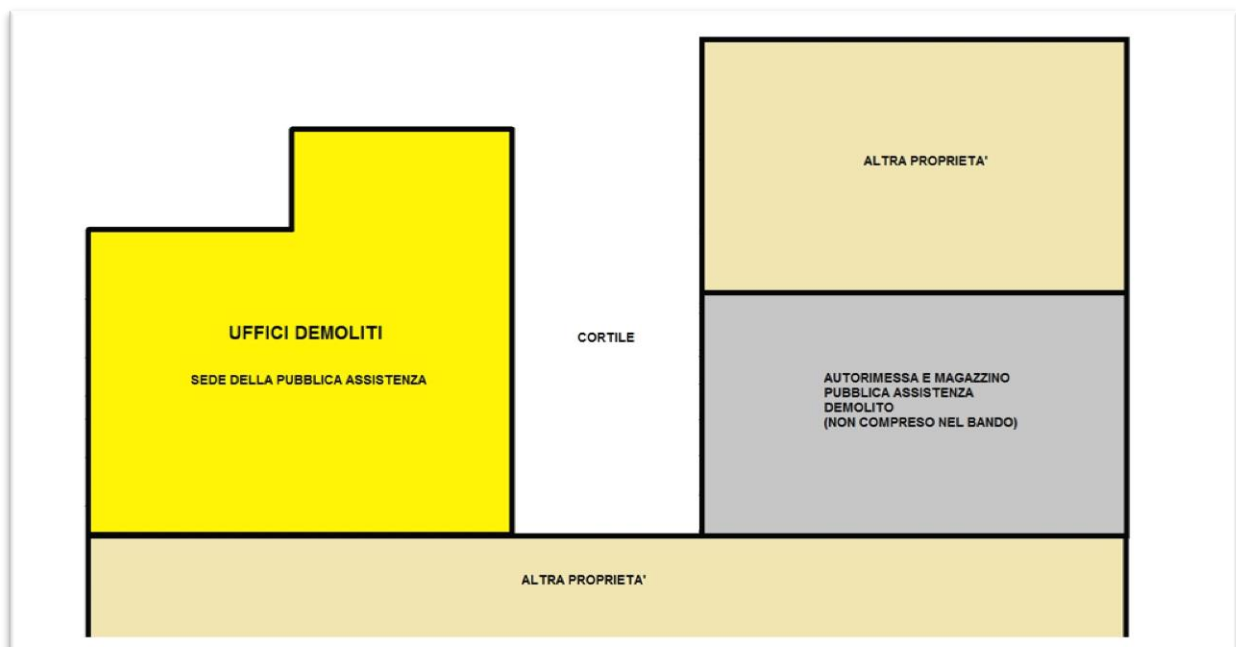 ALTRA PROPRIETA'
UFFICI DEMOLITI
SEDE DELLA PUBBLICA ASSISTENZA
CORTILE
AUTORIMESSA E MAGAZZINO
PUBBLICA ASSISTENZA
DEMOLITO
(NON COMPRESO NEL BANDO)
ALTRA PROPRIETA'